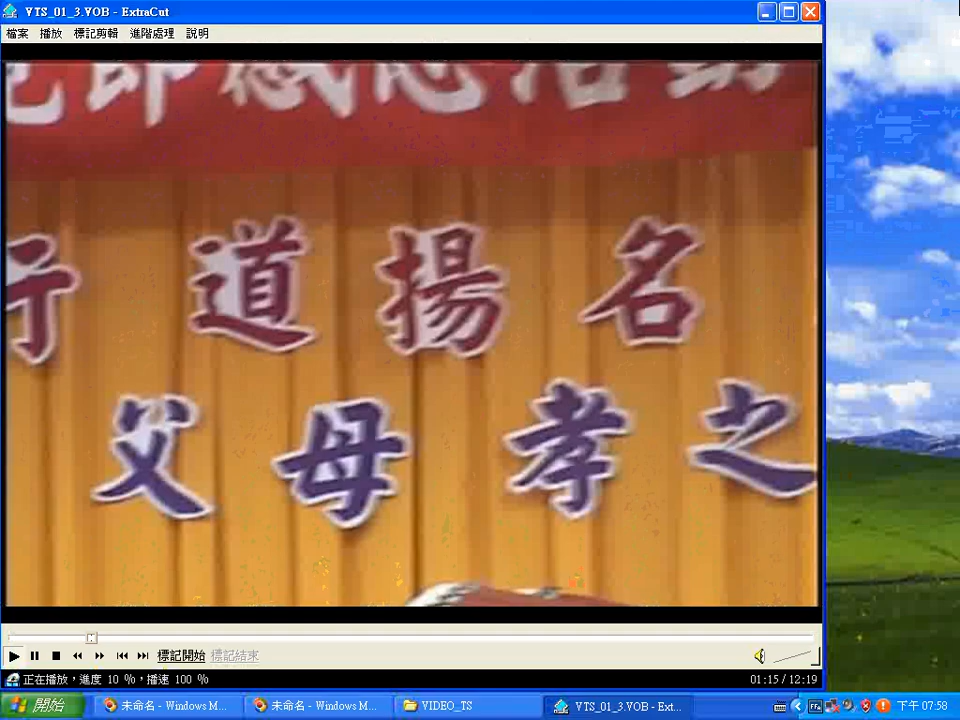 VTS_01_3.VOB - ExtraCut
檔案 播放 標記剪輯 進階處理 說明
範師感恩活動
行道揚名
父母孝之
標記開始 標記結束
正在播放，進度 10 %，播速 100 % 01:15 / 12:19
開始 未命名 - Windows M... 未命名 - Windows M... VIDEO_TS VTS_01_3.VOB - Ext... 下午 07:58